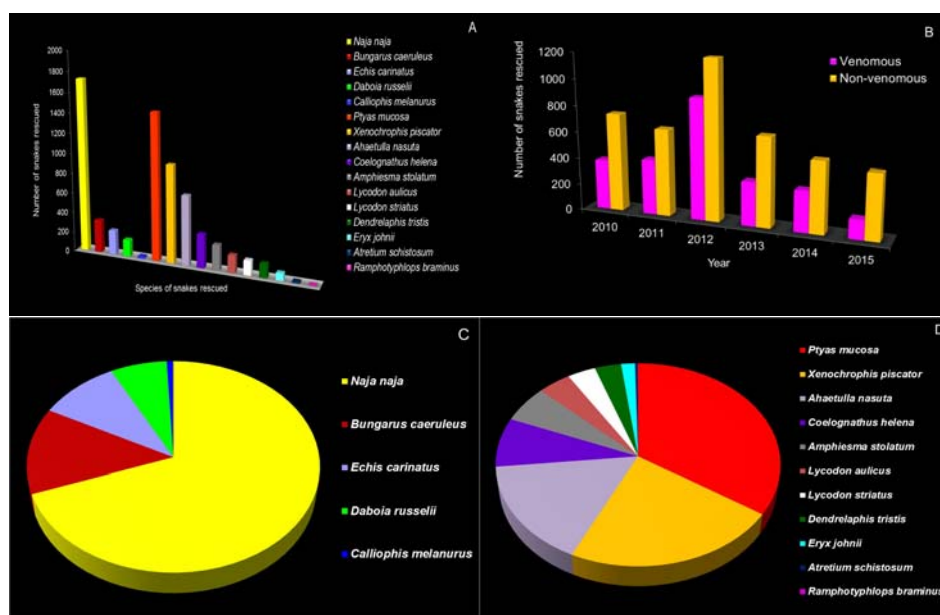 A
Number of snakes rescued
2000
1800
1600
1400
1200
1000
800
600
400
200
0
Species of snakes rescued
Naja naja
Bungarus caeruleus
Echis carinatus
Daboia russelii
Calliophis melanurus
Ptyas mucosa
Xenochrophis piscator
Ahaetulla nasuta
Coelognathus helena
Amphiesma stolatum
Lycodon aulicus
Lycodon striatus
Dendrelaphis tristis
Eryx johnii
Atretium schistosum
Ramphotyphlops braminus
B
Number of snakes rescued
1200
1000
800
600
400
200
0
2010
2011
2012
2013
2014
2015
Year
Venomous
Non-venomous
C
Naja naja
Bungarus caeruleus
Echis carinatus
Daboia russelii
Calliophis melanurus
D
Ptyas mucosa
Xenochrophis piscator
Ahaetulla nasuta
Coelognathus helena
Amphiesma stolatum
Lycodon aulicus
Lycodon striatus
Dendrelaphis tristis
Eryx johnii
Atretium schistosum
Ramphotyphlops braminus